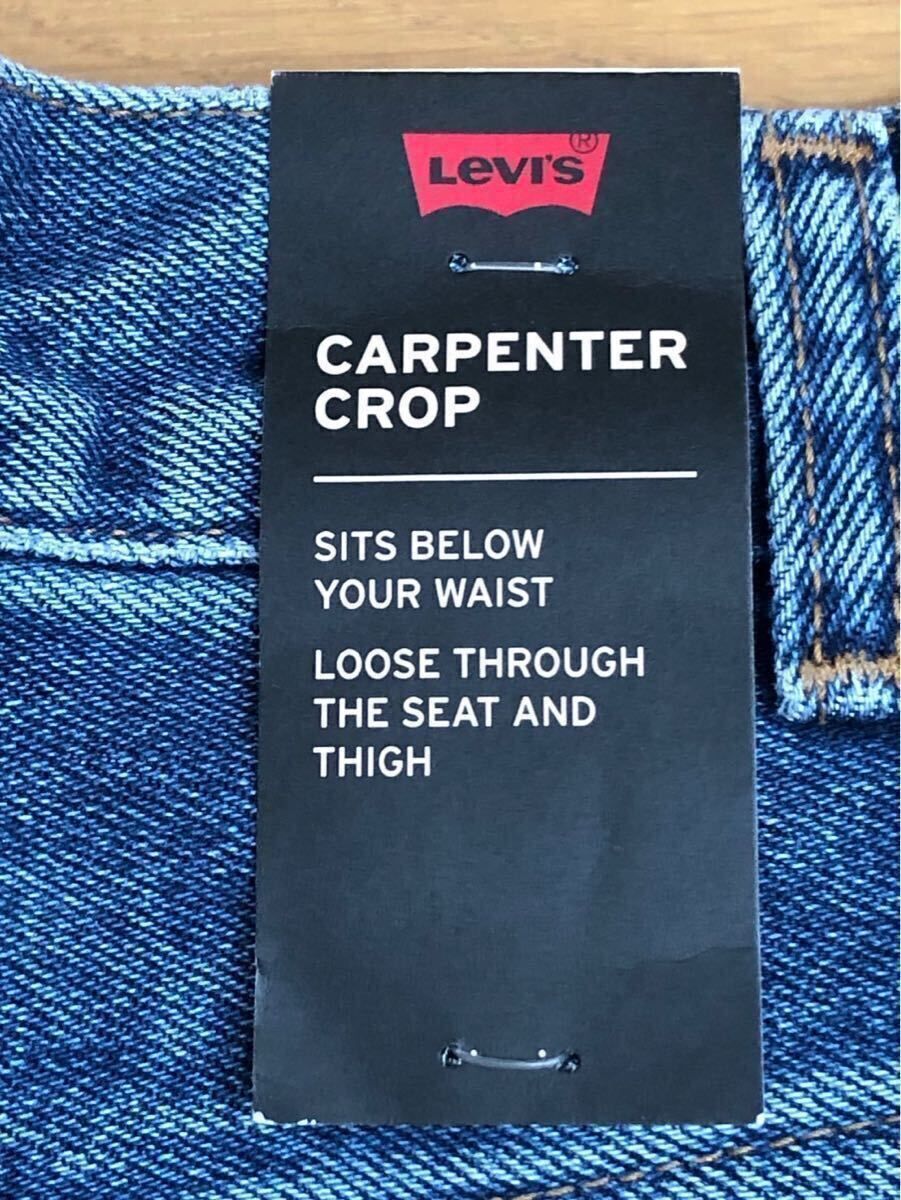 LEVI'S®
CARPENTER
CROP
SITS BELOW
YOUR WAIST
LOOSE THROUGH
THE SEAT AND
THIGH